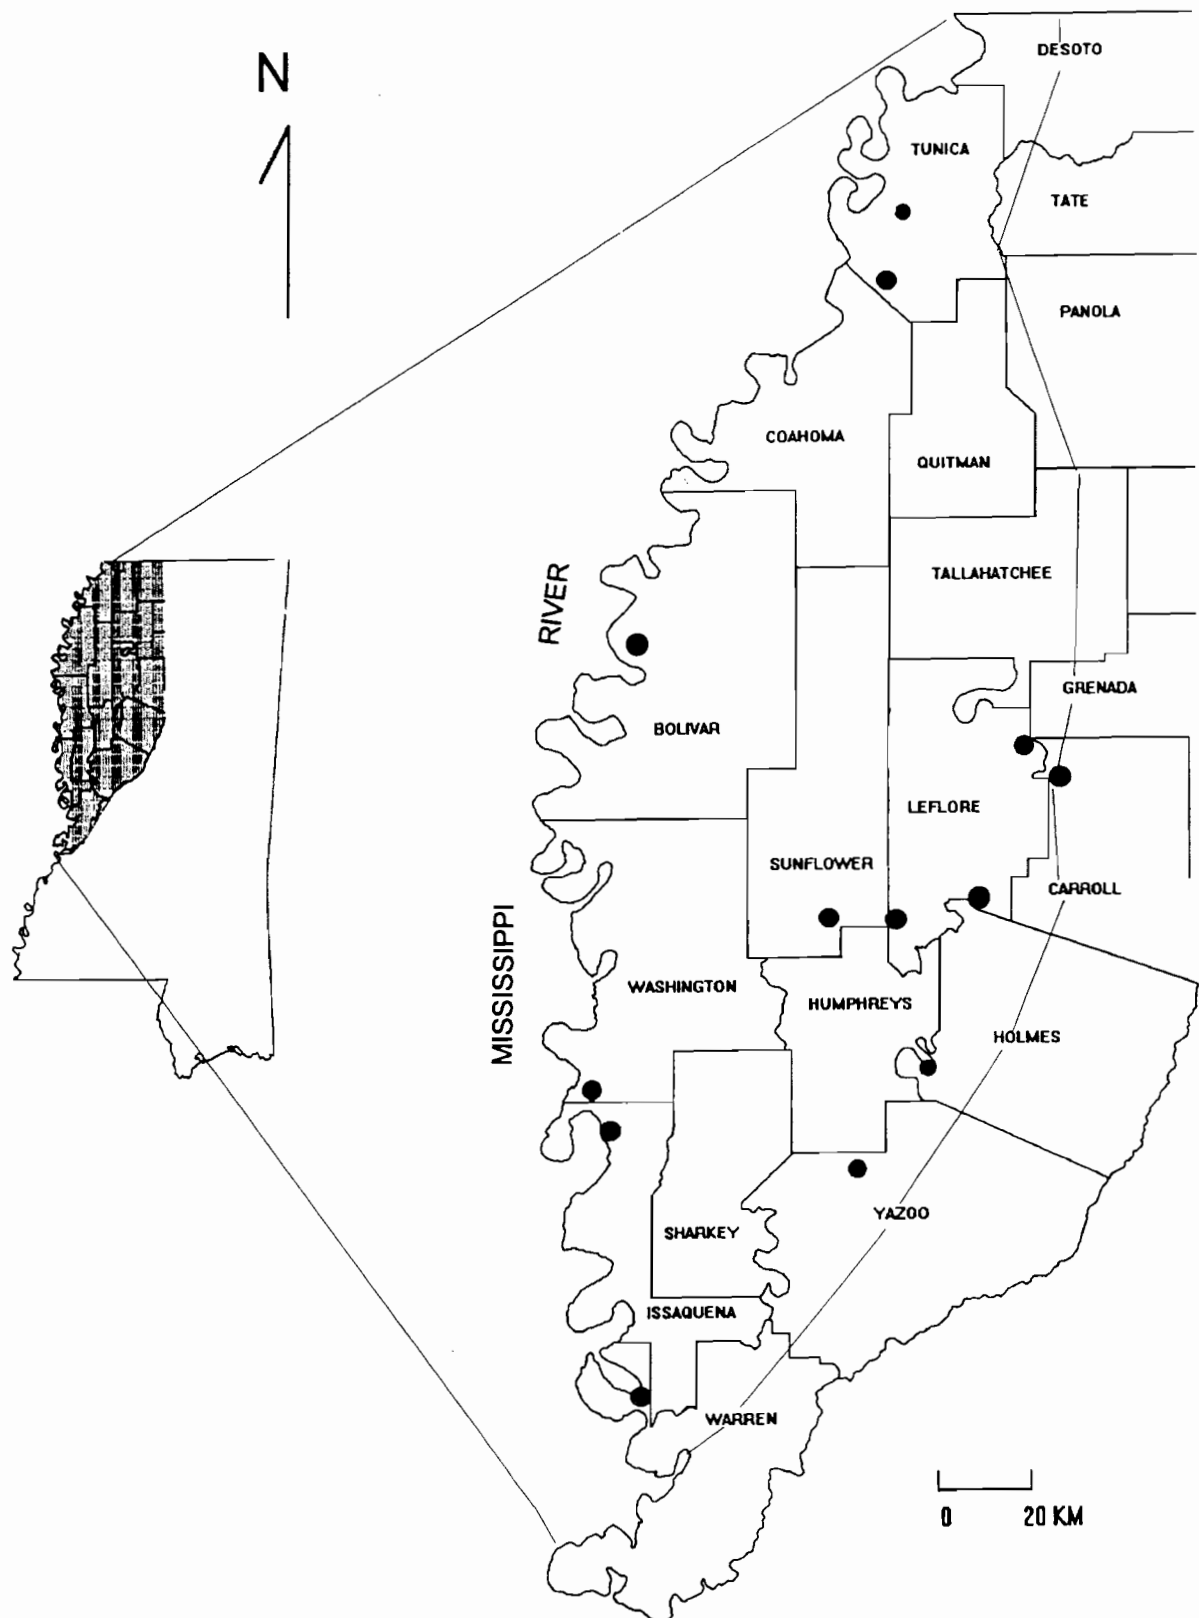 N
DESOTO
TUNICA
TATE
PANOLA
COAHOMA
QUITMAN
TALLAHATCHEE
RIVER
GRENADA
BOLIVAR
LEFLORE
SUNFLOWER
CARROLL
MISSISSIPPI
WASHINGTON
HUMPHREYS
HOLMES
YAZOO
SHARKEY
ISSAQUENA
WARREN
0 20 KM